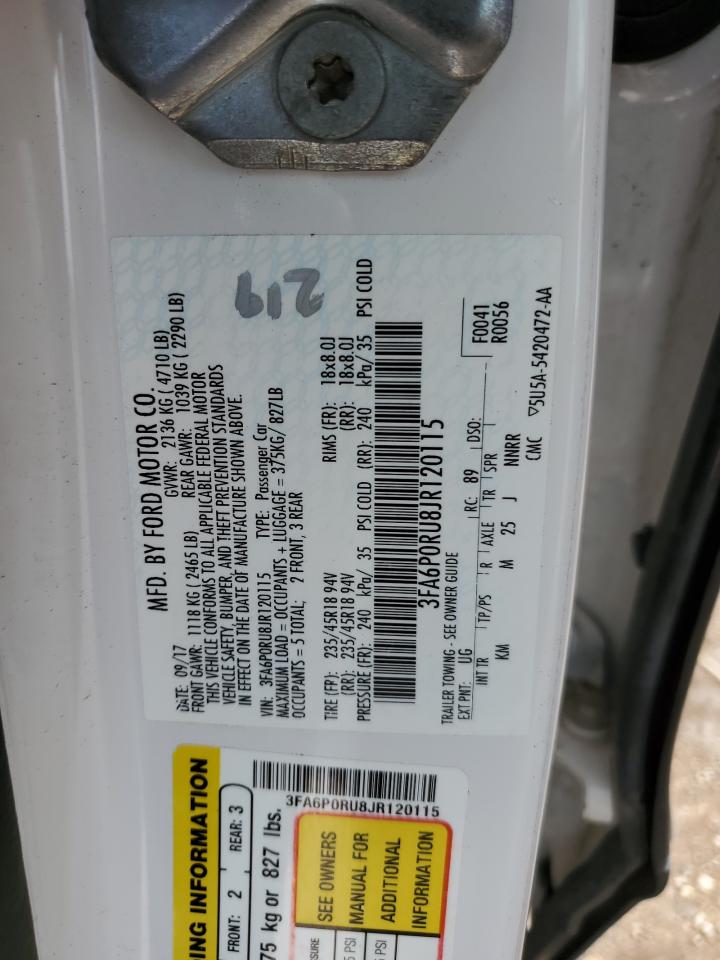 MFD. BY FORD MOTOR CO.
DATE: 09/17 GVWR: 2136 KG ( 4710 LB)
FRONT GAWR: 1118 KG (2465 LB) REAR GAWR: 1039 KG ( 2290 LB)
THIS VEHICLE CONFORMS TO ALL APPLICABLE FEDERAL MOTOR
VEHICLE SAFETY, BUMPER, AND THEFT PREVENTION STANDARDS
IN EFFECT ON THE DATE OF MANUFACTURE SHOWN ABOVE.
219
VIN: 3FA6P0RU8JR120115 TYPE: Passenger Car
MAXIMUM LOAD = OCCUPANTS + LUGGAGE = 375KG/ 827LB
OCCUPANTS = 5 TOTAL: 2 FRONT, 3 REAR
TIRE (FR): 235/45R18 94V RIMS (FR): 18x8.0J
(RR): 235/45R18 94V (RR): 18x8.0J
PRESSURE (FR): 240 kPa/ 35 PSI COLD (RR): 240 kPa/ 35 PSI COLD
3FA6P0RU8JR120115
TRAILER TOWING - SEE OWNER GUIDE
EXT PNT: UG RC: 89 DSO: F0041
R0056
INT TR TP/PS R AXLE TR SPR
KM M 25 J NNRR
CMC ▽5U5A-5420472-AA
ING INFORMATION
FRONT: 2 REAR: 3
75 kg or 827 lbs.
3FA6P0RU8JR120115
SEE OWNERS
MANUAL FOR
ADDITIONAL
INFORMATION
SSURE
5 PSI
PSI